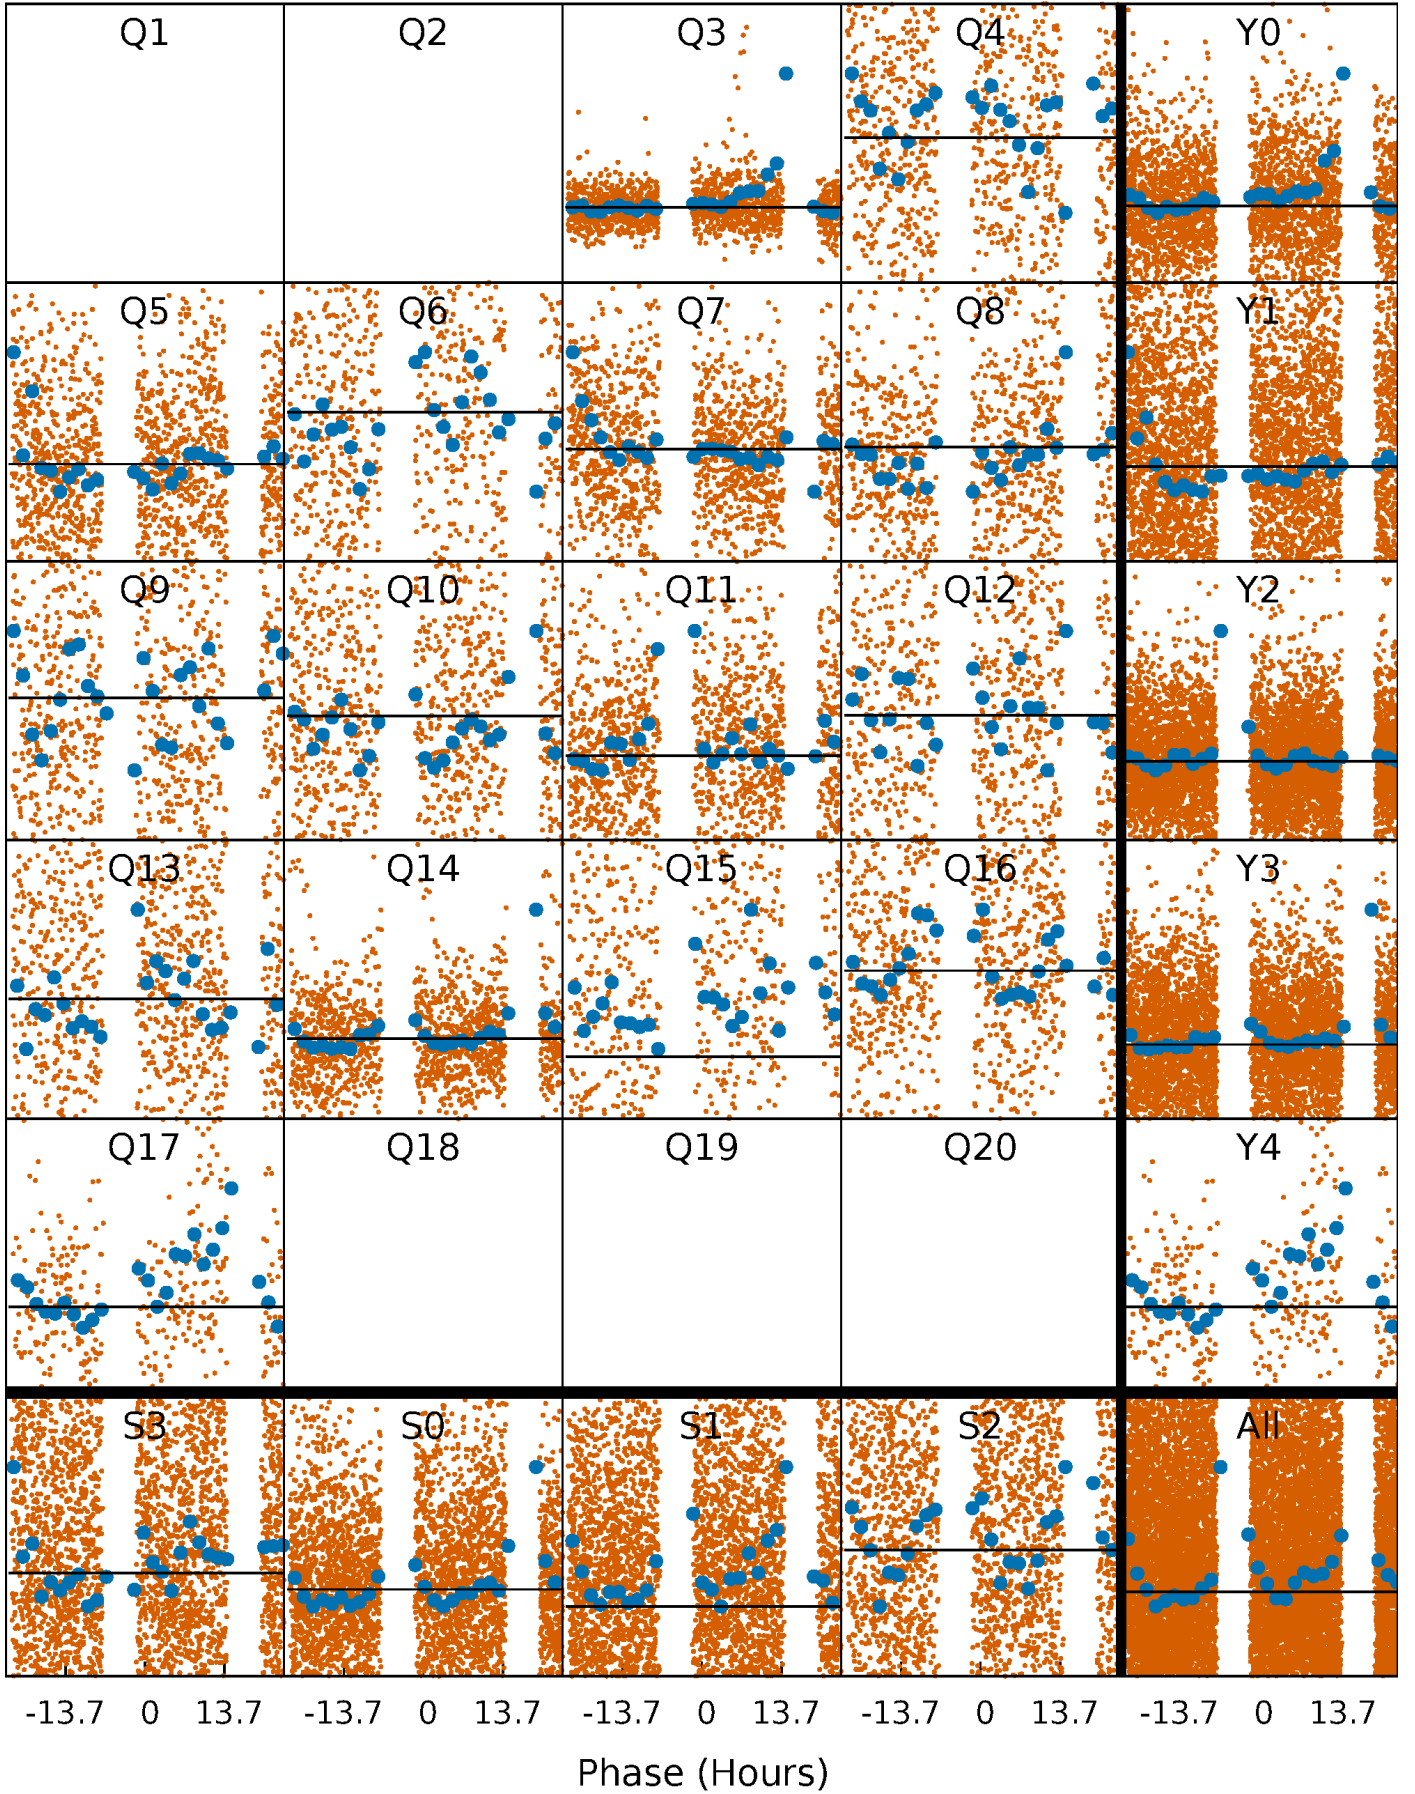 Q1 Q2 Q3 Q4 Y0
Q5 Q6 Q7 Q8 Y1
Q9 Q10 Q11 Q12 Y2
Q13 Q14 Q15 Q16 Y3
Q17 Q18 Q19 Q20 Y4
S3 S0 S1 S2 All
-13.7 0 13.7 -13.7 0 13.7 -13.7 0 13.7 -13.7 0 13.7 -13.7 0 13.7
Phase (Hours)